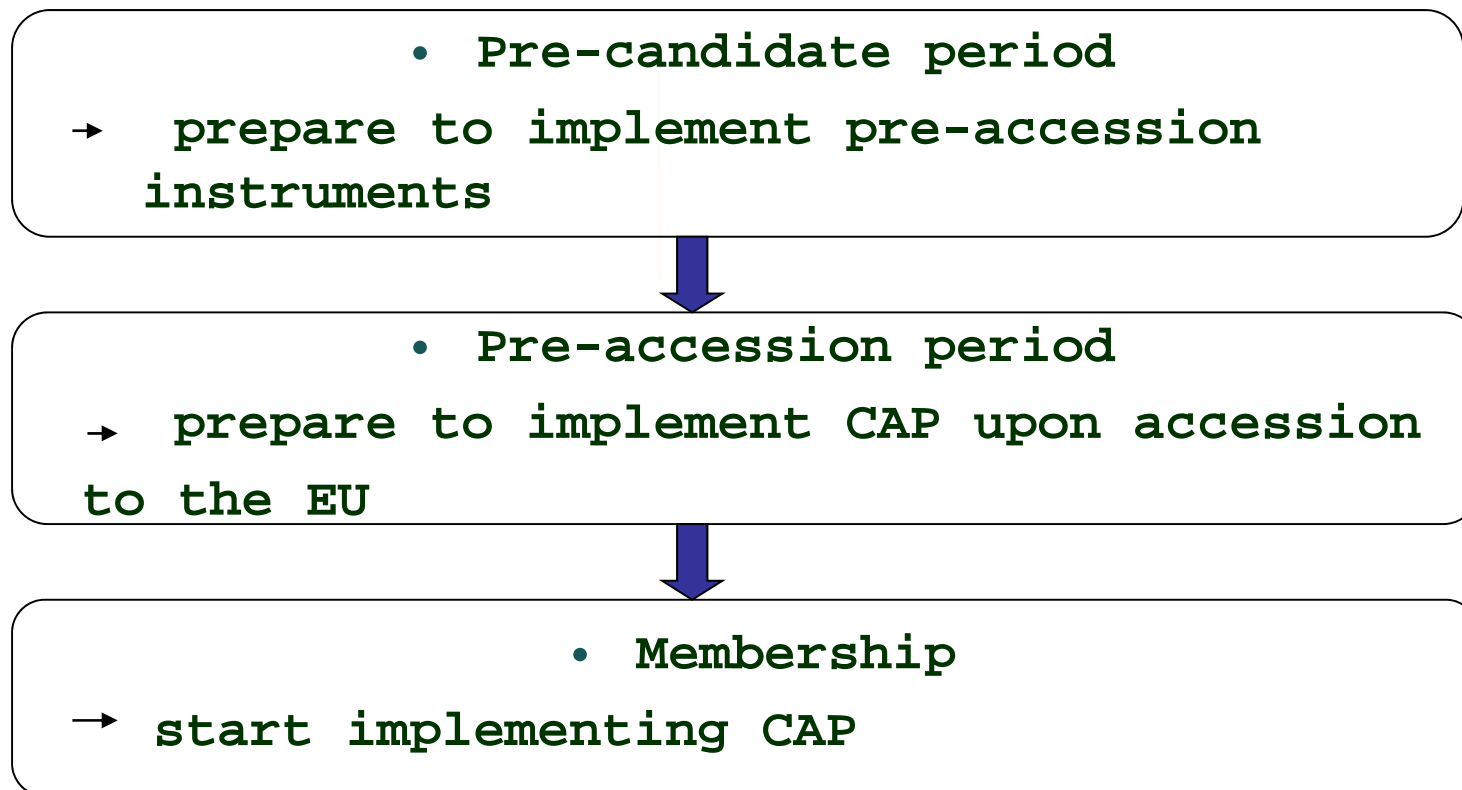 • Pre-candidate period
→ prepare to implement pre-accession
instruments
• Pre-accession period
→ prepare to implement CAP upon accession
to the EU
• Membership
→ start implementing CAP